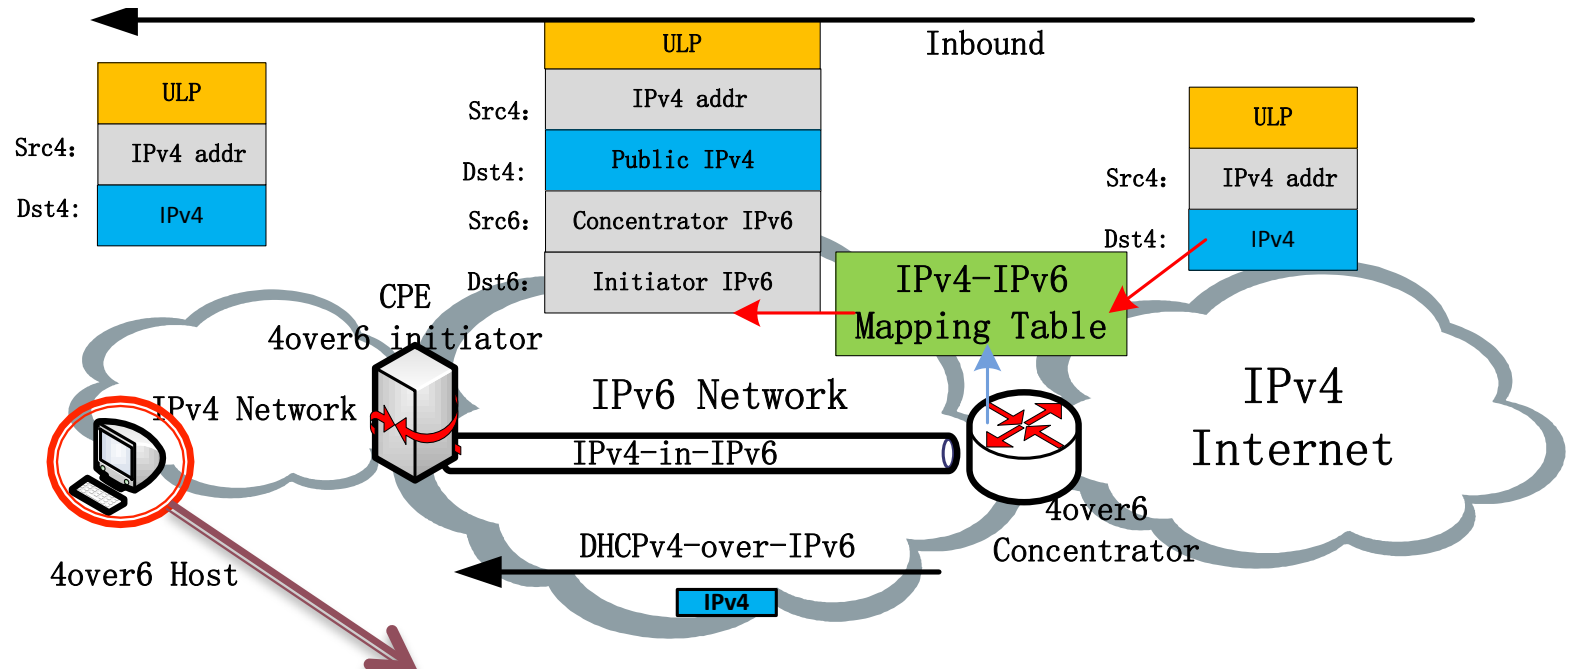 Inbound
ULP
Src4: IPv4 addr
Dst4: IPv4
ULP
Src4: IPv4 addr
Dst4: Public IPv4
Src6: Concentrator IPv6
Dst6: Initiator IPv6
ULP
Src4: IPv4 addr
Dst4: IPv4
IPv4-IPv6
Mapping Table
CPE
4over6 initiator
IPv4 Network
IPv6 Network
IPv4
Internet
IPv4-in-IPv6
4over6
Concentrator
DHCPv4-over-IPv6
IPv4
4over6 Host